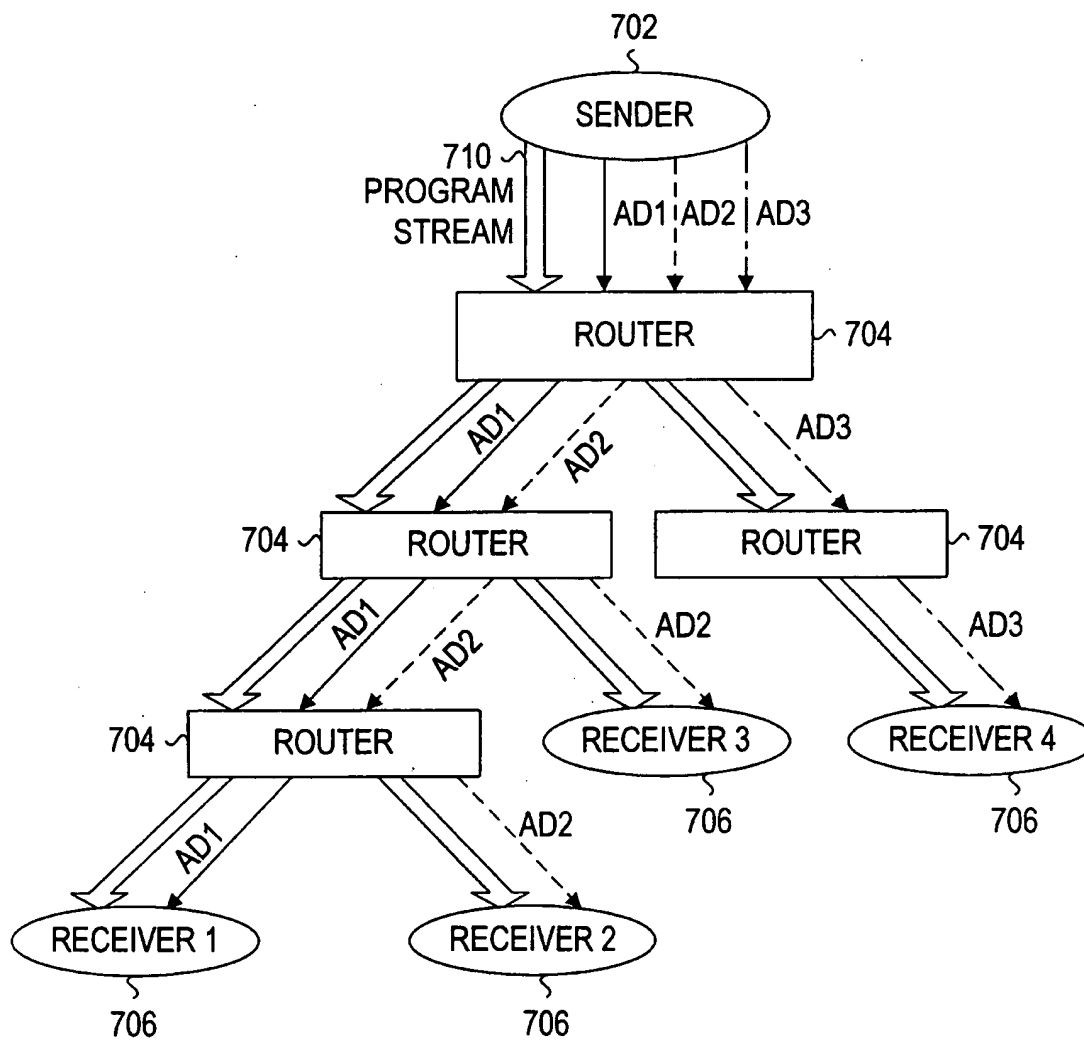 702
SENDER
710
PROGRAM
STREAM
AD1
AD2
AD3
ROUTER
704
AD1
AD2
AD3
704
ROUTER
ROUTER
704
AD1
AD2
AD2
AD3
704
ROUTER
RECEIVER 3
RECEIVER 4
706
706
AD1
AD2
RECEIVER 1
RECEIVER 2
706
706